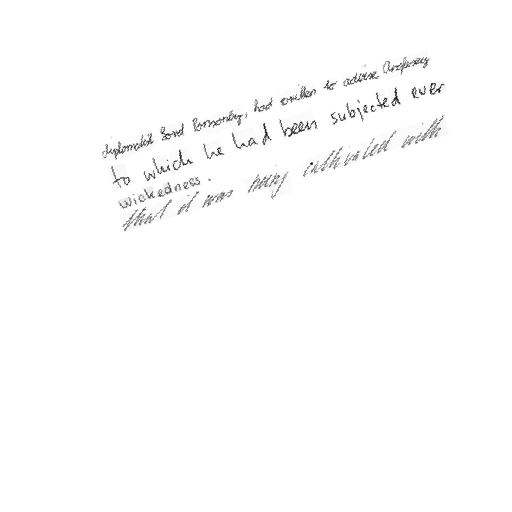 diplomatist Lord Ponsonby, had written to advise
to which he had been subjected ever
wickedness.
that it was being cultivated with